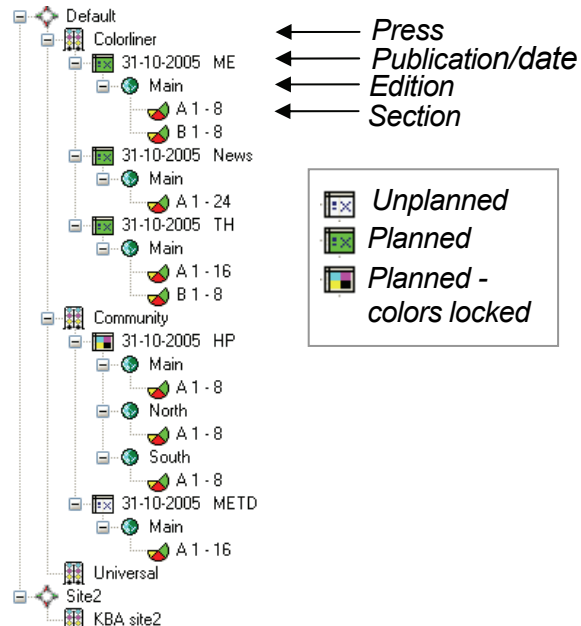 Default
Colorliner
31-10-2005 ME
Main
A 1 - 8
B 1 - 8
31-10-2005 News
Main
A 1 - 24
31-10-2005 TH
Main
A 1 - 16
B 1 - 8
Community
31-10-2005 HP
Main
A 1 - 8
North
A 1 - 8
South
A 1 - 8
31-10-2005 METD
Main
A 1 - 16
Universal
Site2
KBA site2
Press
Publication/date
Edition
Section
Unplanned
Planned
Planned -
colors locked